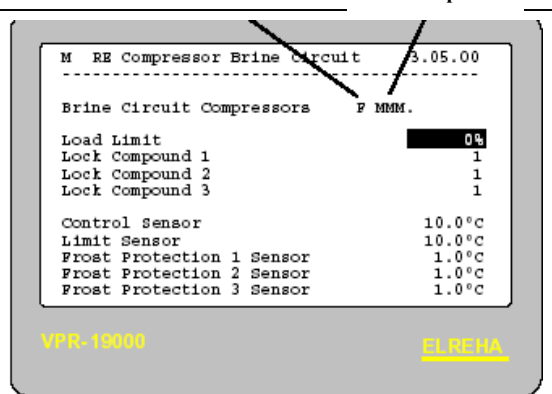 M RE Compressor Brine Circuit 3.05.00
--------------------------------------------
Brine Circuit Compressors F MMM.
Load Limit 0%
Lock Compound 1 1
Lock Compound 2 1
Lock Compound 3 1
Control Sensor 10.0°C
Limit Sensor 10.0°C
Frost Protection 1 Sensor 1.0°C
Frost Protection 2 Sensor 1.0°C
Frost Protection 3 Sensor 1.0°C
VPR-19000 ELREHA